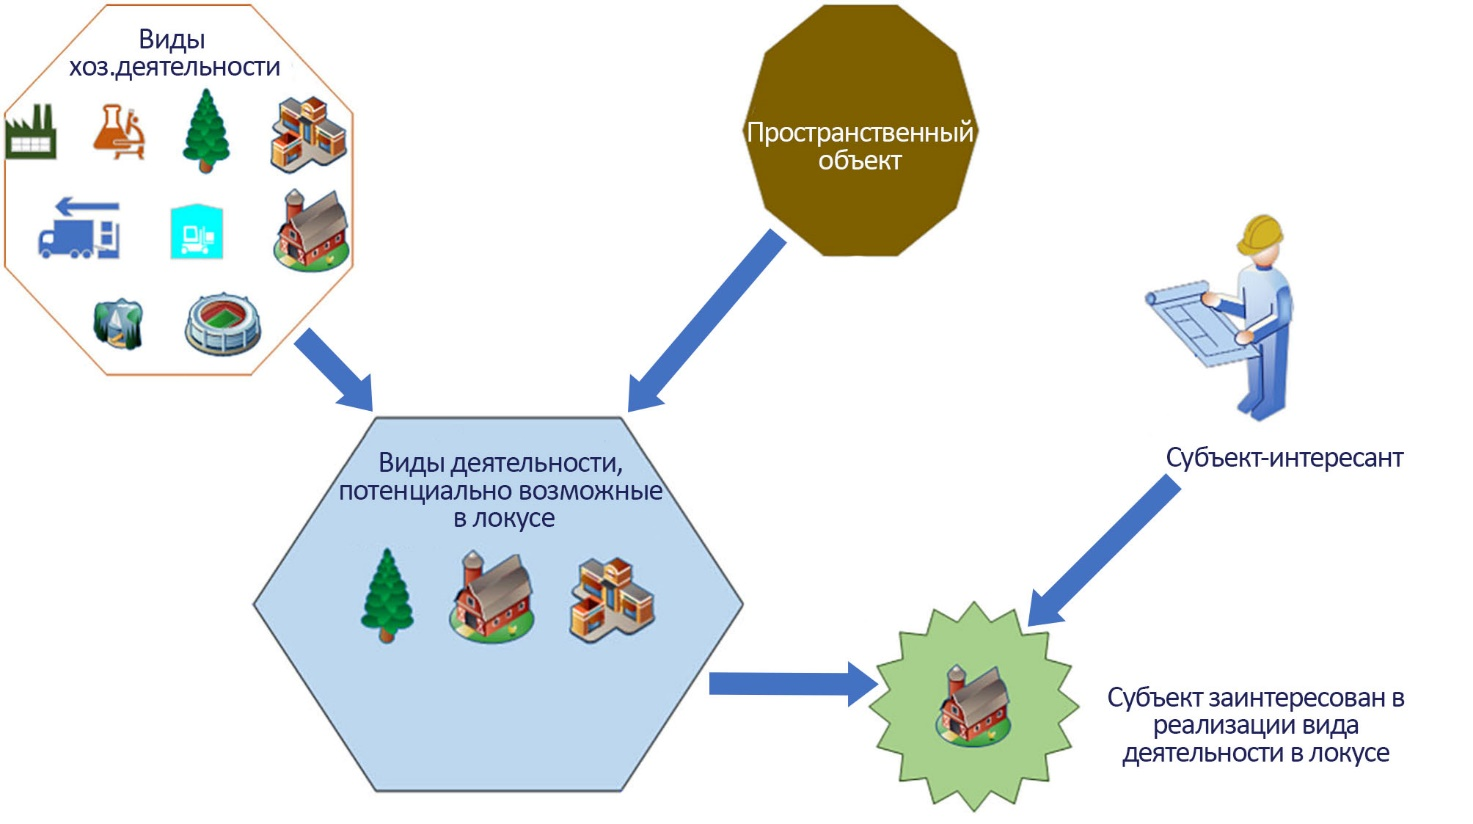 Виды
хоз.деятельности
Пространственный
объект
Субъект-интересант
Виды деятельности,
потенциально возможные
в локусе
Субъект заинтересован в
реализации вида
деятельности в локусе